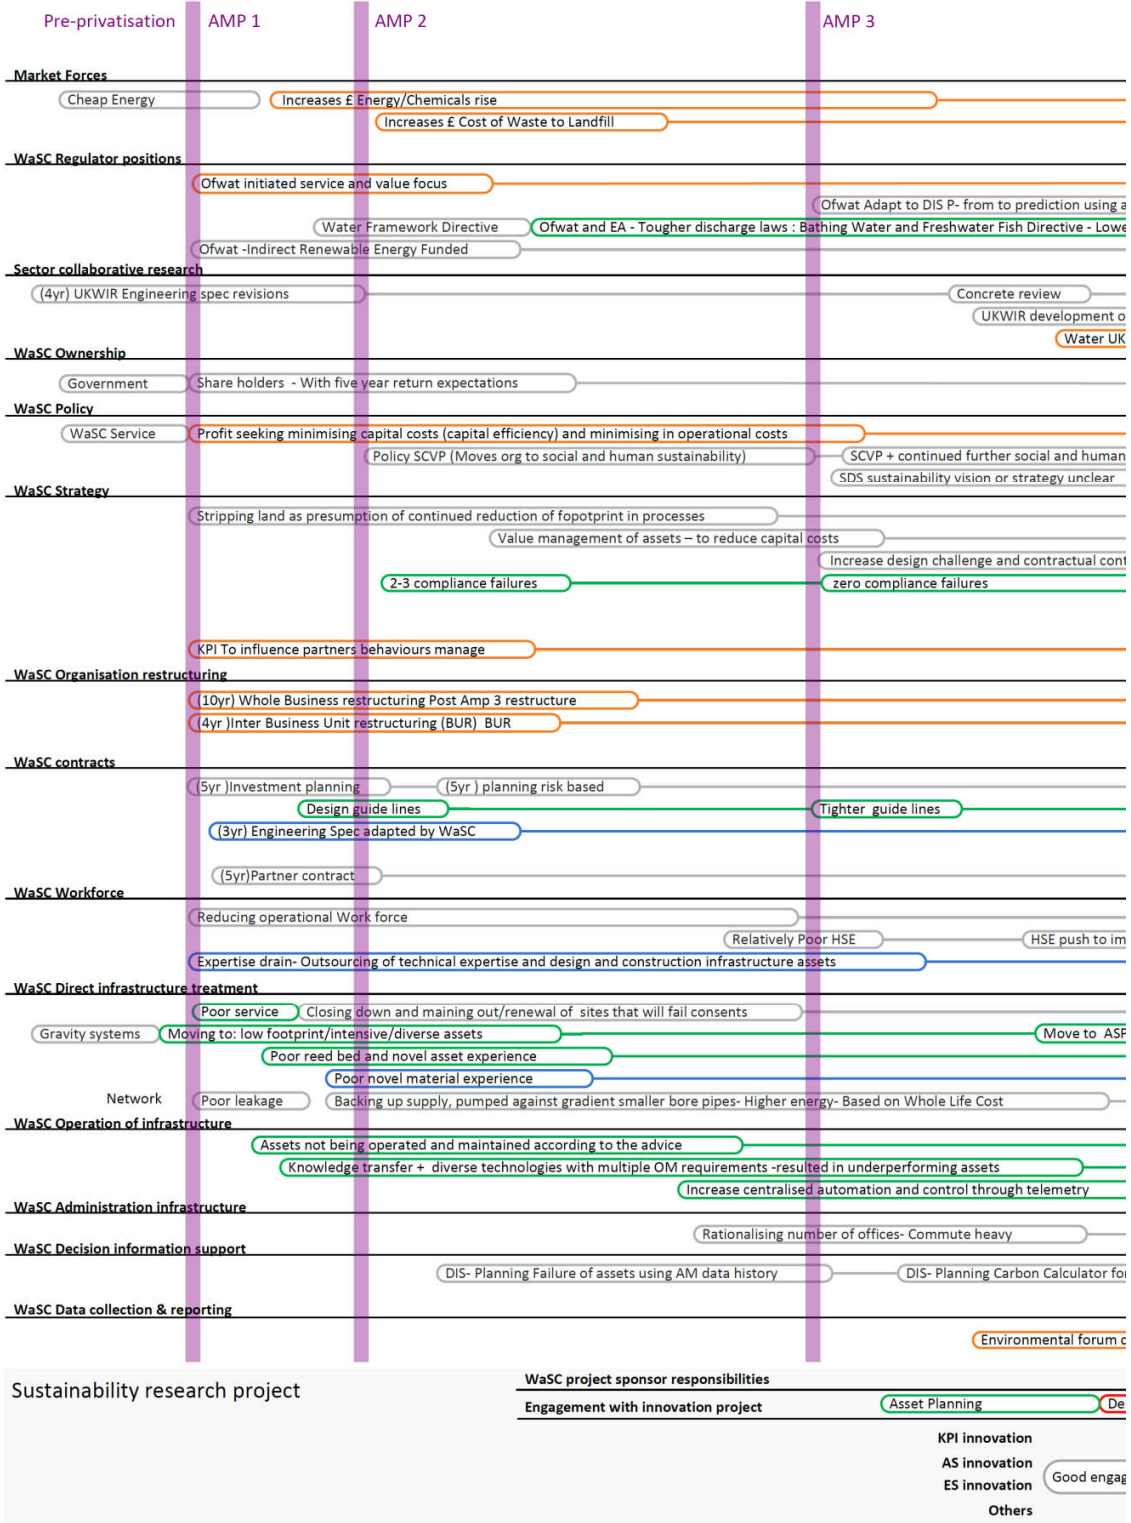 Pre-privatisation AMP 1 AMP 2 AMP 3
Market Forces
Cheap Energy Increases £ Energy/Chemicals rise
Increases £ Cost of Waste to Landfill
WaSC Regulator positions
Ofwat initiated service and value focus
Ofwat Adapt to DIS P- from to prediction using a
Water Framework Directive Ofwat and EA - Tougher discharge laws : Bathing Water and Freshwater Fish Directive - Lowe
Ofwat -Indirect Renewable Energy Funded
Sector collaborative research
(4yr) UKWIR Engineering spec revisions Concrete review
UKWIR development o
Water UK
WaSC Ownership
Government Share holders - With five year return expectations
WaSC Policy
WaSC Service Profit seeking minimising capital costs (capital efficiency) and minimising in operational costs
Policy SCVP (Moves org to social and human sustainability) SCVP + continued further social and human
SDS sustainability vision or strategy unclear
WaSC Strategy
Stripping land as presumption of continued reduction of fopotprint in processes
Value management of assets – to reduce capital costs
Increase design challenge and contractual cont
2-3 compliance failures zero compliance failures
KPI To influence partners behaviours manage
WaSC Organisation restructuring
(10yr) Whole Business restructuring Post Amp 3 restructure
(4yr )Inter Business Unit restructuring (BUR) BUR
WaSC contracts
(5yr )Investment planning (5yr ) planning risk based
Design guide lines Tighter guide lines
(3yr) Engineering Spec adapted by WaSC
(5yr)Partner contract
WaSC Workforce
Reducing operational Work force
Relatively Poor HSE HSE push to im
Expertise drain- Outsourcing of technical expertise and design and construction infrastructure assets
WaSC Direct infrastructure treatment
Poor service Closing down and maining out/renewal of sites that will fail consents
Gravity systems Moving to: low footprint/intensive/diverse assets Move to ASP
Poor reed bed and novel asset experience
Poor novel material experience
Network Poor leakage Backing up supply, pumped against gradient smaller bore pipes- Higher energy- Based on Whole Life Cost
WaSC Operation of infrastructure
Assets not being operated and maintained according to the advice
Knowledge transfer + diverse technologies with multiple OM requirements -resulted in underperforming assets
Increase centralised automation and control through telemetry
WaSC Administration infrastructure
Rationalising number of offices- Commute heavy
WaSC Decision information support
DIS- Planning Failure of assets using AM data history DIS- Planning Carbon Calculator for
WaSC Data collection & reporting
Environmental forum c
Sustainability research project
WaSC project sponsor responsibilities
Engagement with innovation project Asset Planning De
KPI innovation
AS innovation
Good engag
ES innovation
Others